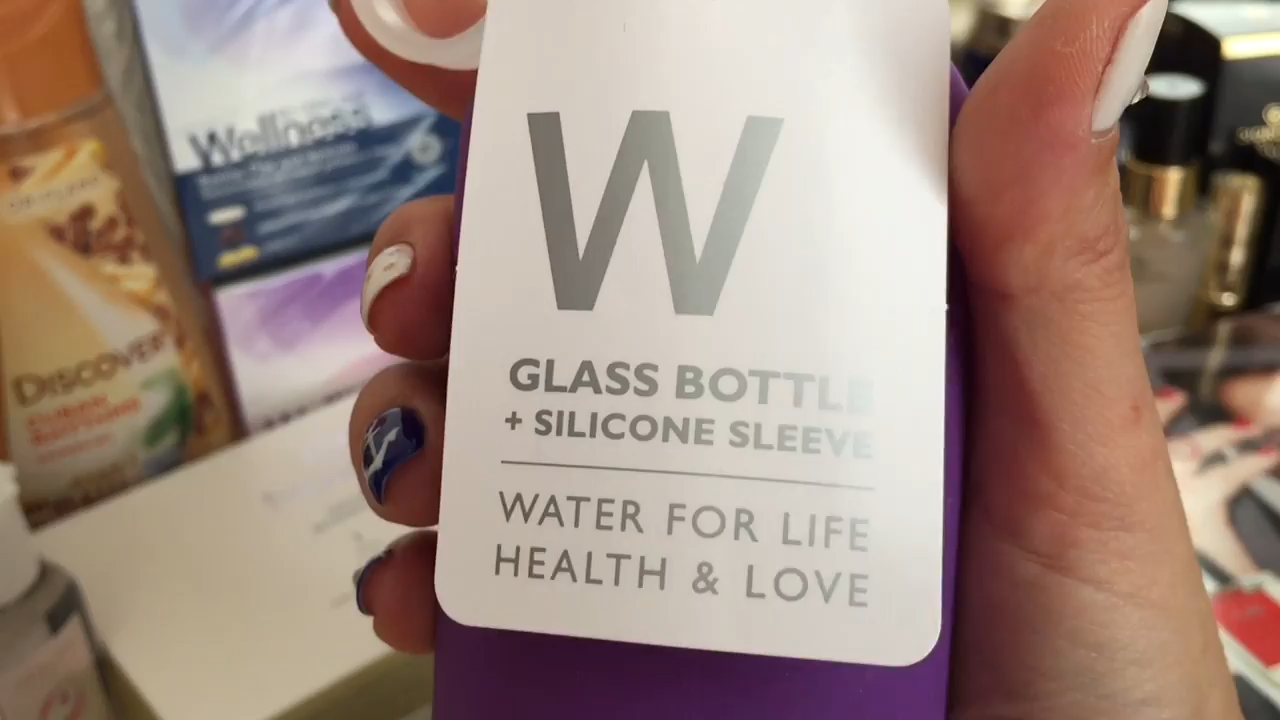 W
GLASS BOTTLE
+ SILICONE SLEEVE
WATER FOR LIFE
HEALTH & LOVE
Wellness
DISCOVER